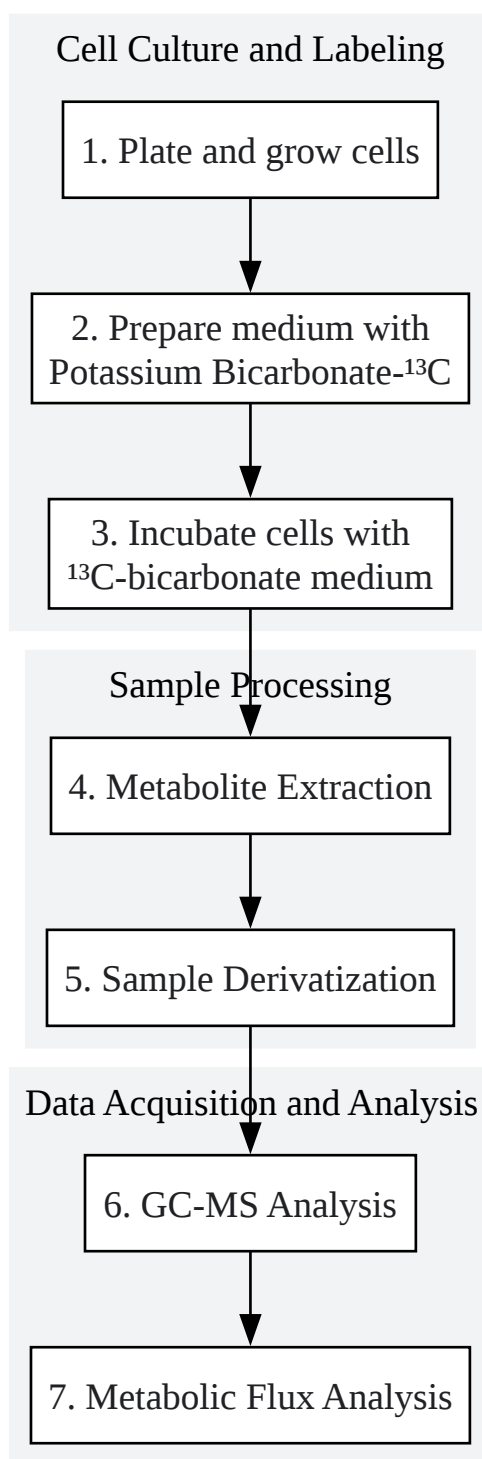 Cell Culture and Labeling
1. Plate and grow cells
2. Prepare medium with
Potassium Bicarbonate-¹³C
3. Incubate cells with
¹³C-bicarbonate medium
Sample Processing
4. Metabolite Extraction
5. Sample Derivatization
Data Acquisition and Analysis
6. GC-MS Analysis
7. Metabolic Flux Analysis